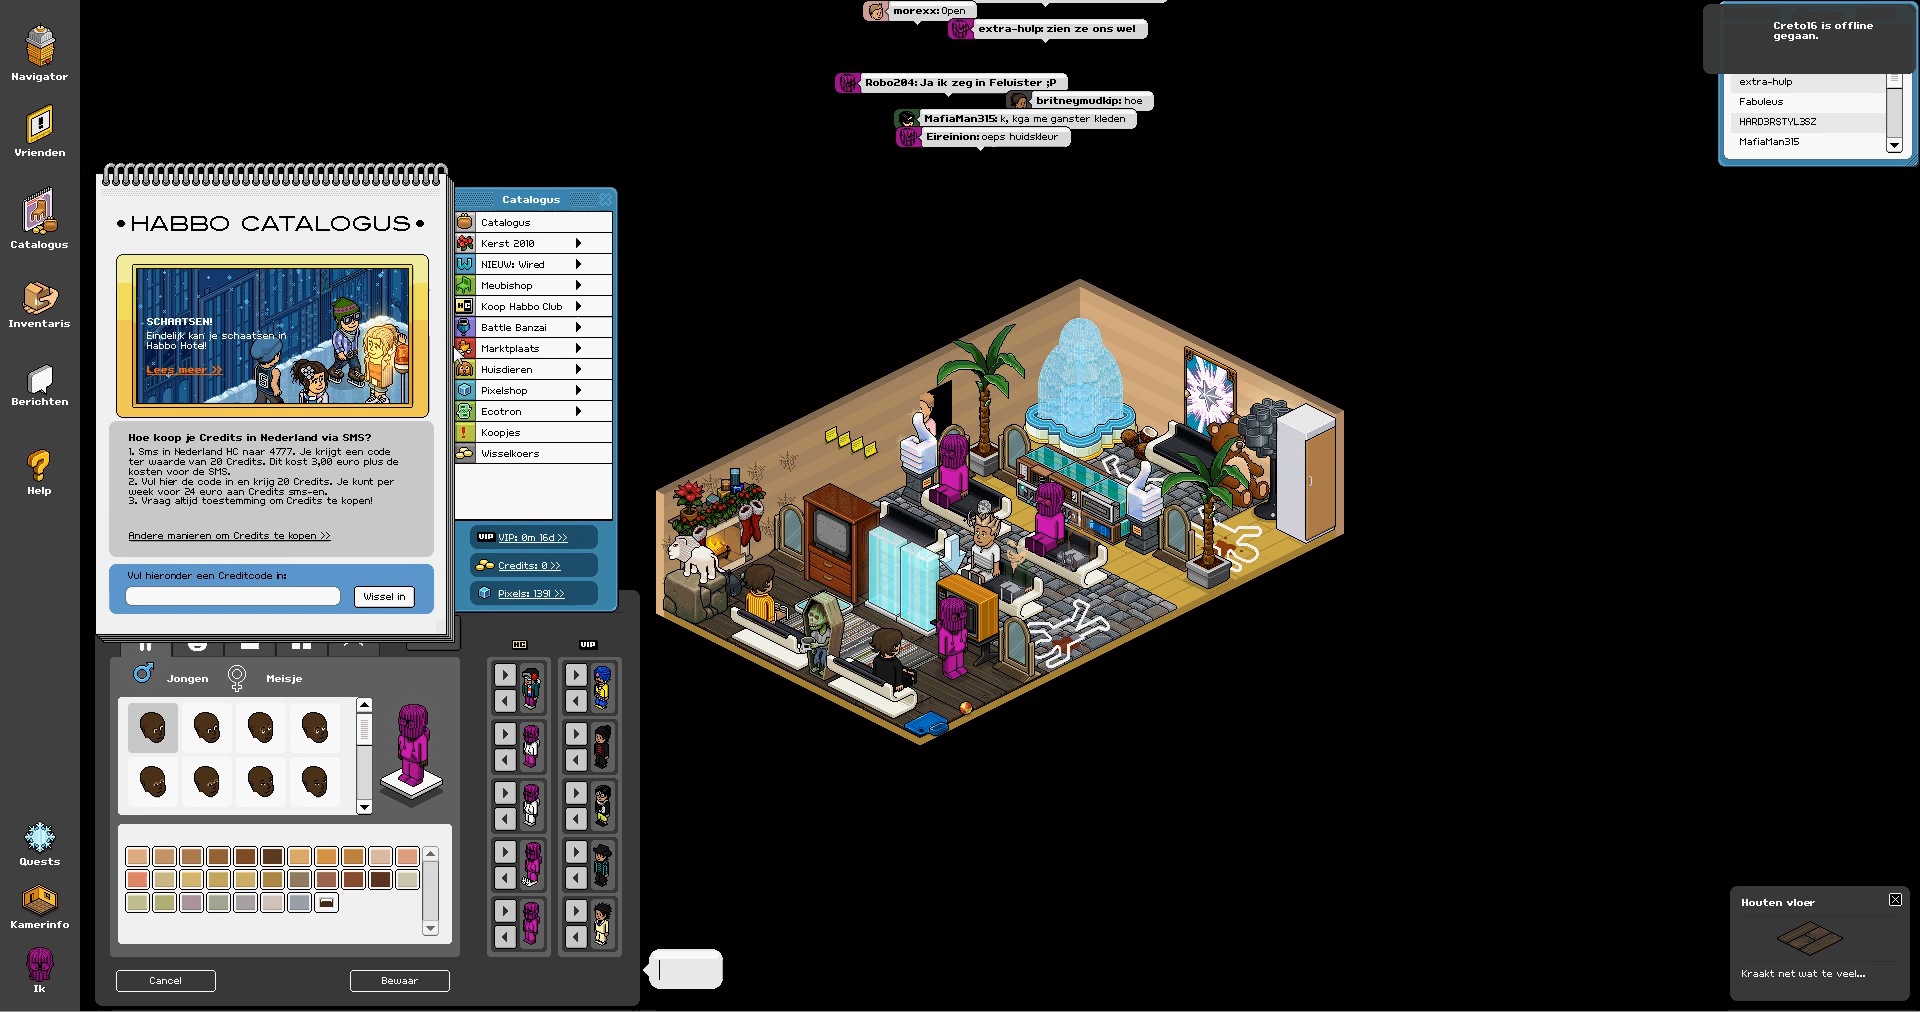 morexx: Open
extra-hulp: zien ze ons wel
Robo204: Ja ik zeg in Feluister ;P
britneymudkip: hoe
MafiaMan315: k, kga me ganster kleden
Eireinion: oeps huidskleur
Creto16 is offline
gegaan.
extra-hulp
Fabuleus
HARD3RSTYL3SZ
MafiaMan315
Navigator
Vrienden
Catalogus
Inventaris
Berichten
Help
Quests
Kamerinfo
Ik
•HABBO CATALOGUS•
SCHAATSEN!
Eindelijk kan je schaatsen in
Habbo Hotel!
Lees meer >>
Hoe koop je Credits in Nederland via SMS?
1. Sms in Nederland HC naar 4777. Je krijgt een code
ter waarde van 20 Credits. Dit kost 3,00 euro plus de
kosten voor de SMS.
2. Vul hier de code in en krijg 20 Credits. Je kunt per
week voor 24 euro aan Credits sms-en.
3. Vraag altijd toestemming om Credits te kopen!
Andere manieren om Credits te kopen >>
Vul hieronder een Creditcode in:
Wissel in
Catalogus
Catalogus
Kerst 2010
NIEUW: Wired
Meubishop
Koop Habbo Club
Battle Banzai
Marktplaats
Huisdieren
Pixelshop
Ecotron
Koopjes
Wisselkoers
VIP VIP: 0m 16d >>
Credits: 0 >>
Pixels: 1391 >>
HC
VIP
Jongen
Meisje
Cancel
Bewaar
Houten vloer
Kraakt net wat te veel...